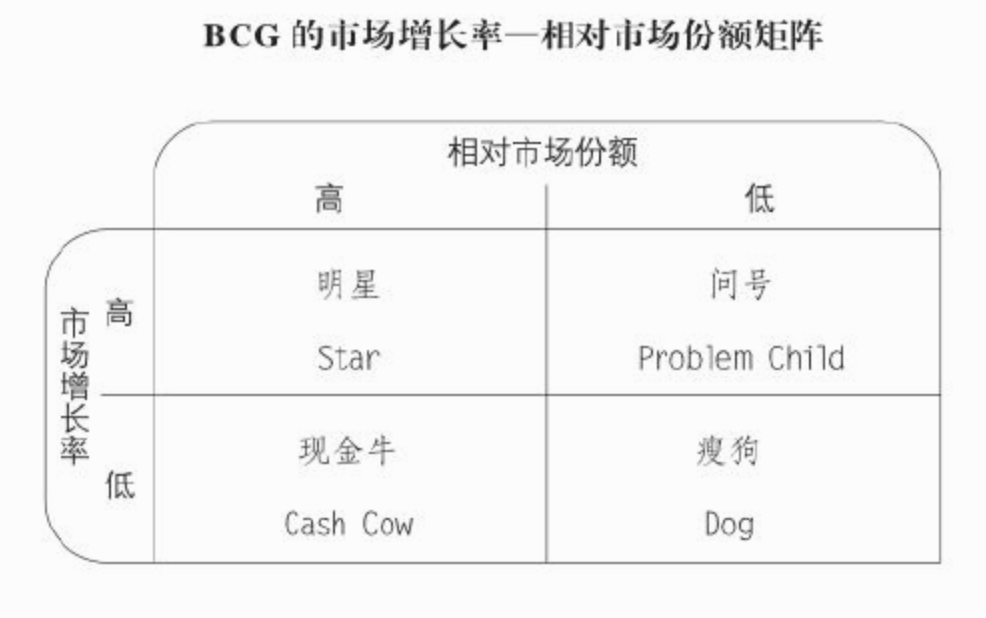 BCG 的市场增长率—相对市场份额矩阵
相对市场份额
高 低
市场增长率
高
明星 问号
Star Problem Child
低
现金牛 瘦狗
Cash Cow Dog